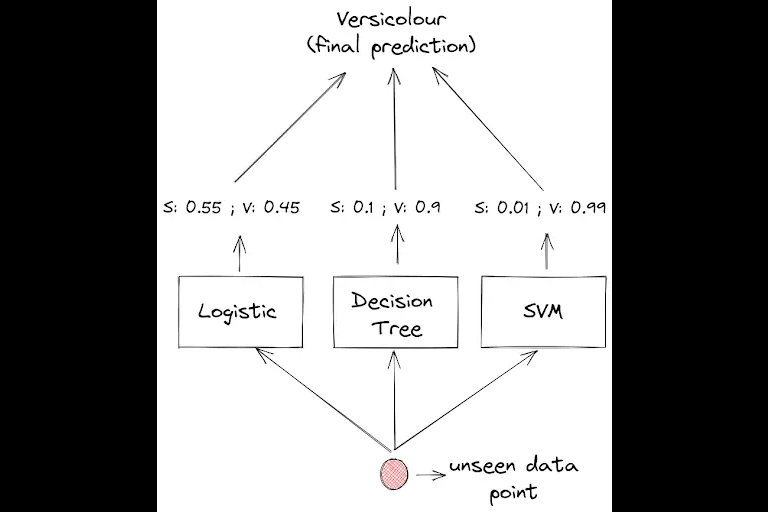 Versicolour
(final prediction)
S: 0.55 ; V: 0.45
S: 0.1 ; V: 0.9
S: 0.01 ; V: 0.99
Logistic
Decision
Tree
SVM
unseen data
point